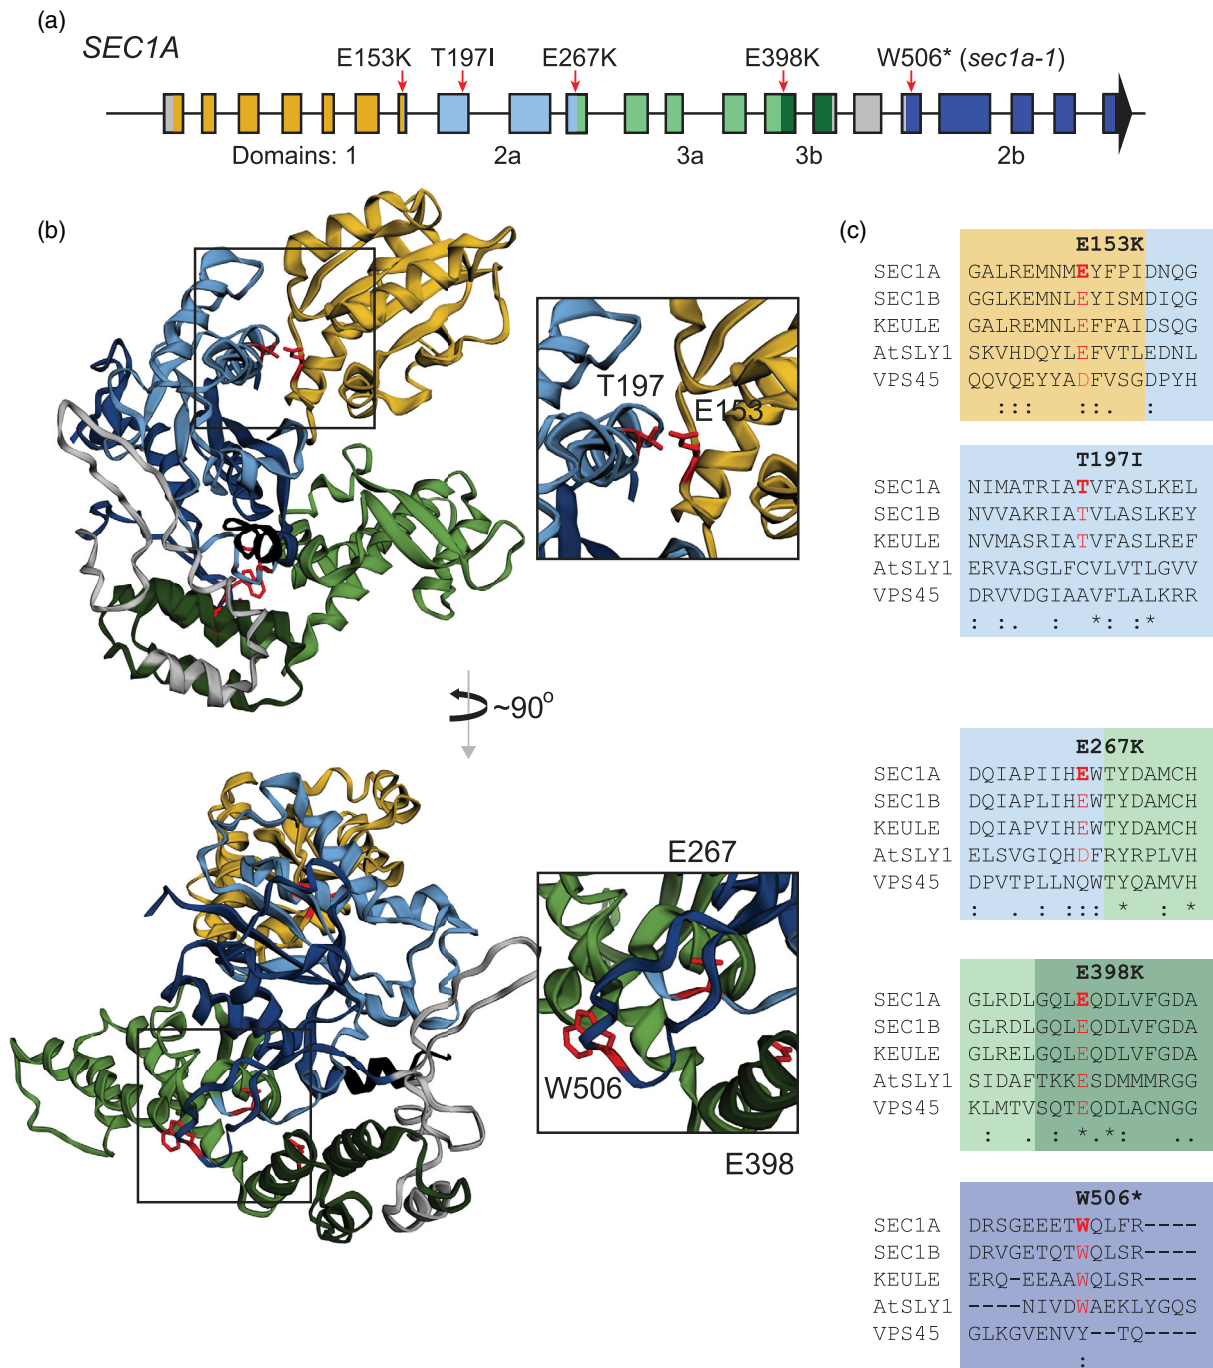 (a)
SEC1A
E153K T197I E267K E398K W506* (sec1a-1)
Domains: 1 2a 3a 3b 2b
(b)
T197
E153
~90°
E267
W506
E398
(c)
E153K
SEC1A GALREMNMEYFPIDNQG
SEC1B GGLKEMNLEYISMDIQG
KEULE GALREMNLEFFAIDSQG
AtSLY1 SKVHDQYLEFVTLEDNL
VPS45 QQVQEYYADFVSGDPYH
::: ::. :
T197I
SEC1A NIMATRIATVFASLKEL
SEC1B NVVAKRIATVLASLKEY
KEULE NVMASRIATVFASLREF
AtSLY1 ERVASGLFCVLVTLGVV
VPS45 DRVVDGIAAVFLALKRR
: :. : *: :*
E267K
SEC1A DQIAPIIHEWTYDAMCH
SEC1B DQIAPLIHEWTYDAMCH
KEULE DQIAPVIHEWTYDAMCH
AtSLY1 ELSVGIQHDFRYRPLVH
VPS45 DPVTPLLNQWTYQAMVH
: . : ::: * : *
E398K
SEC1A GLRDLGQLEQDLVFGDA
SEC1B GLRDLGQLEQDLVFGDA
KEULE GLRELGQLEQDLVFGDA
AtSLY1 SIDAFTKKESDMMMRGG
VPS45 KLMTVSQTEQDLACNGG
: . : *.*: ..
W506*
SEC1A DRSGEEETWQLFR----
SEC1B DRVGETQTWQLSR----
KEULE ERQ-EEAAWQLSR----
AtSLY1 ----NIVDWAEKLYGQS
VPS45 GLKGVENVY--TQ----
: